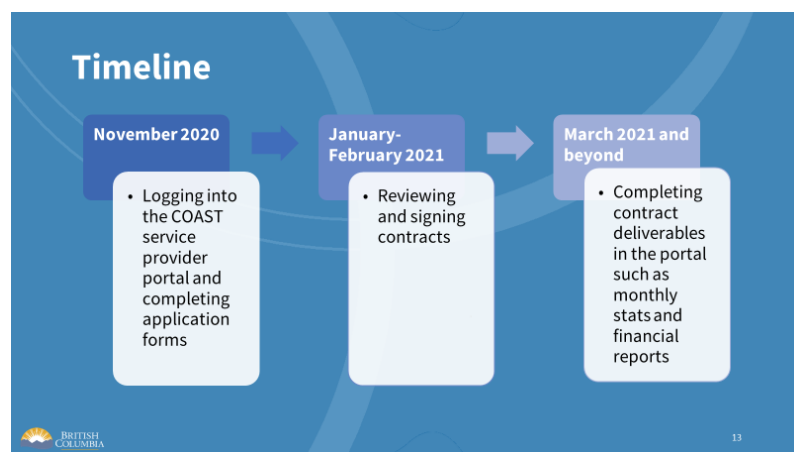 Timeline
November 2020
• Logging into
the COAST
service
provider
portal and
completing
application
forms
January-
February 2021
• Reviewing
and signing
contracts
March 2021 and
beyond
• Completing
contract
deliverables
in the portal
such as
monthly
stats and
financial
reports
BRITISH
COLUMBIA
13